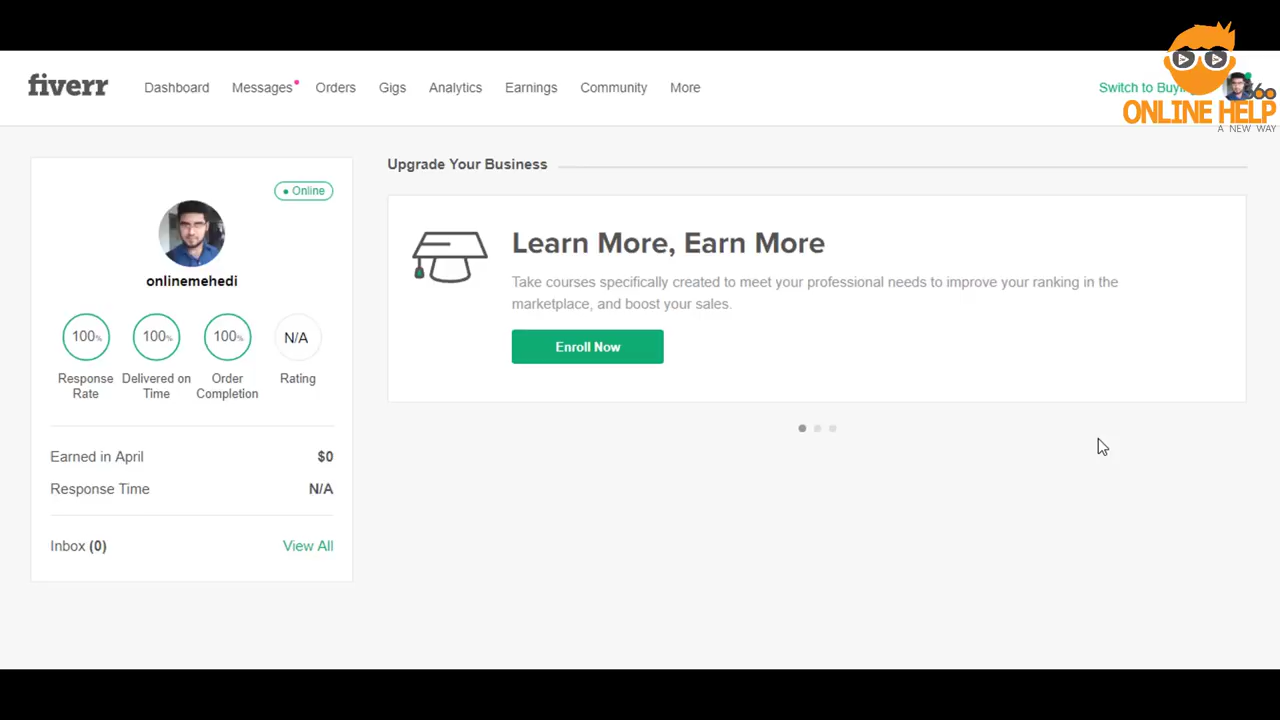 fiverr Dashboard Messages Orders Gigs Analytics Earnings Community More
Switch to
360
ONLINE HELP
A NEW WAY
Online
onlinemehedi
100% 100% 100% N/A
Response Rate
Delivered on Time
Order Completion
Rating
Earned in April $0
Response Time N/A
Inbox (0) View All
Upgrade Your Business
Learn More, Earn More
Take courses specifically created to meet your professional needs to improve your ranking in the
marketplace, and boost your sales.
Enroll Now